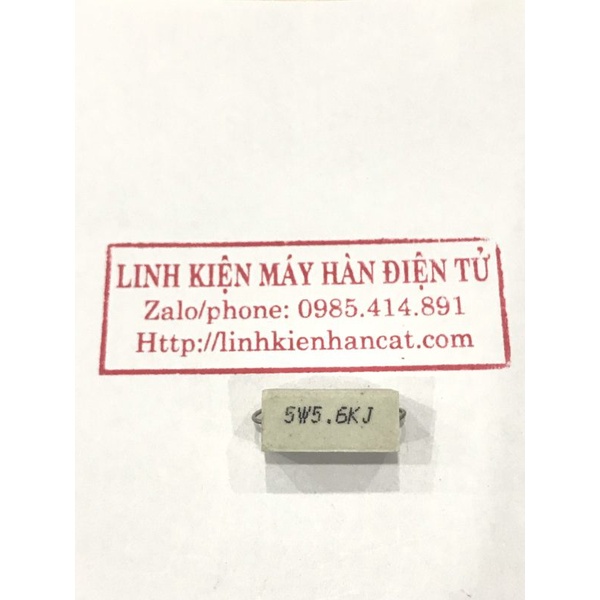 LINH KIỆN MÁY HÀN ĐIỆN TỬ
Zalo/phone: 0985.414.891
Http://linhkienhancat.com
5W5.6KJ